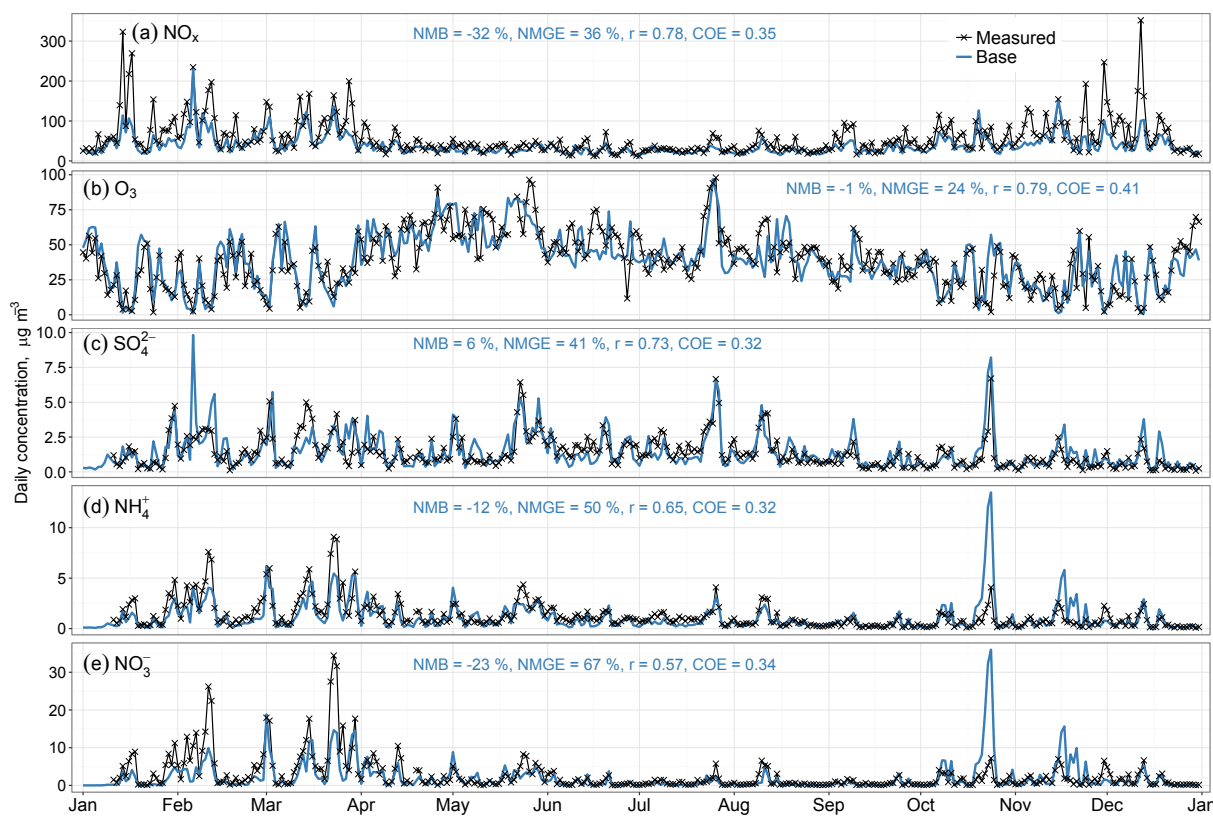 (a) NOₓ
NMB = -32 %, NMGE = 36 %, r = 0.78, COE = 0.35
Measured
Base
300
200
100
0
(b) O₃
NMB = -1 %, NMGE = 24 %, r = 0.79, COE = 0.41
100
75
50
25
0
(c) SO₄²⁻
NMB = 6 %, NMGE = 41 %, r = 0.73, COE = 0.32
10.0
7.5
5.0
2.5
0.0
Daily concentration, μg m⁻³
(d) NH₄⁺
NMB = -12 %, NMGE = 50 %, r = 0.65, COE = 0.32
10
5
0
(e) NO₃⁻
NMB = -23 %, NMGE = 67 %, r = 0.57, COE = 0.34
30
20
10
0
Jan Feb Mar Apr May Jun Jul Aug Sep Oct Nov Dec Jan